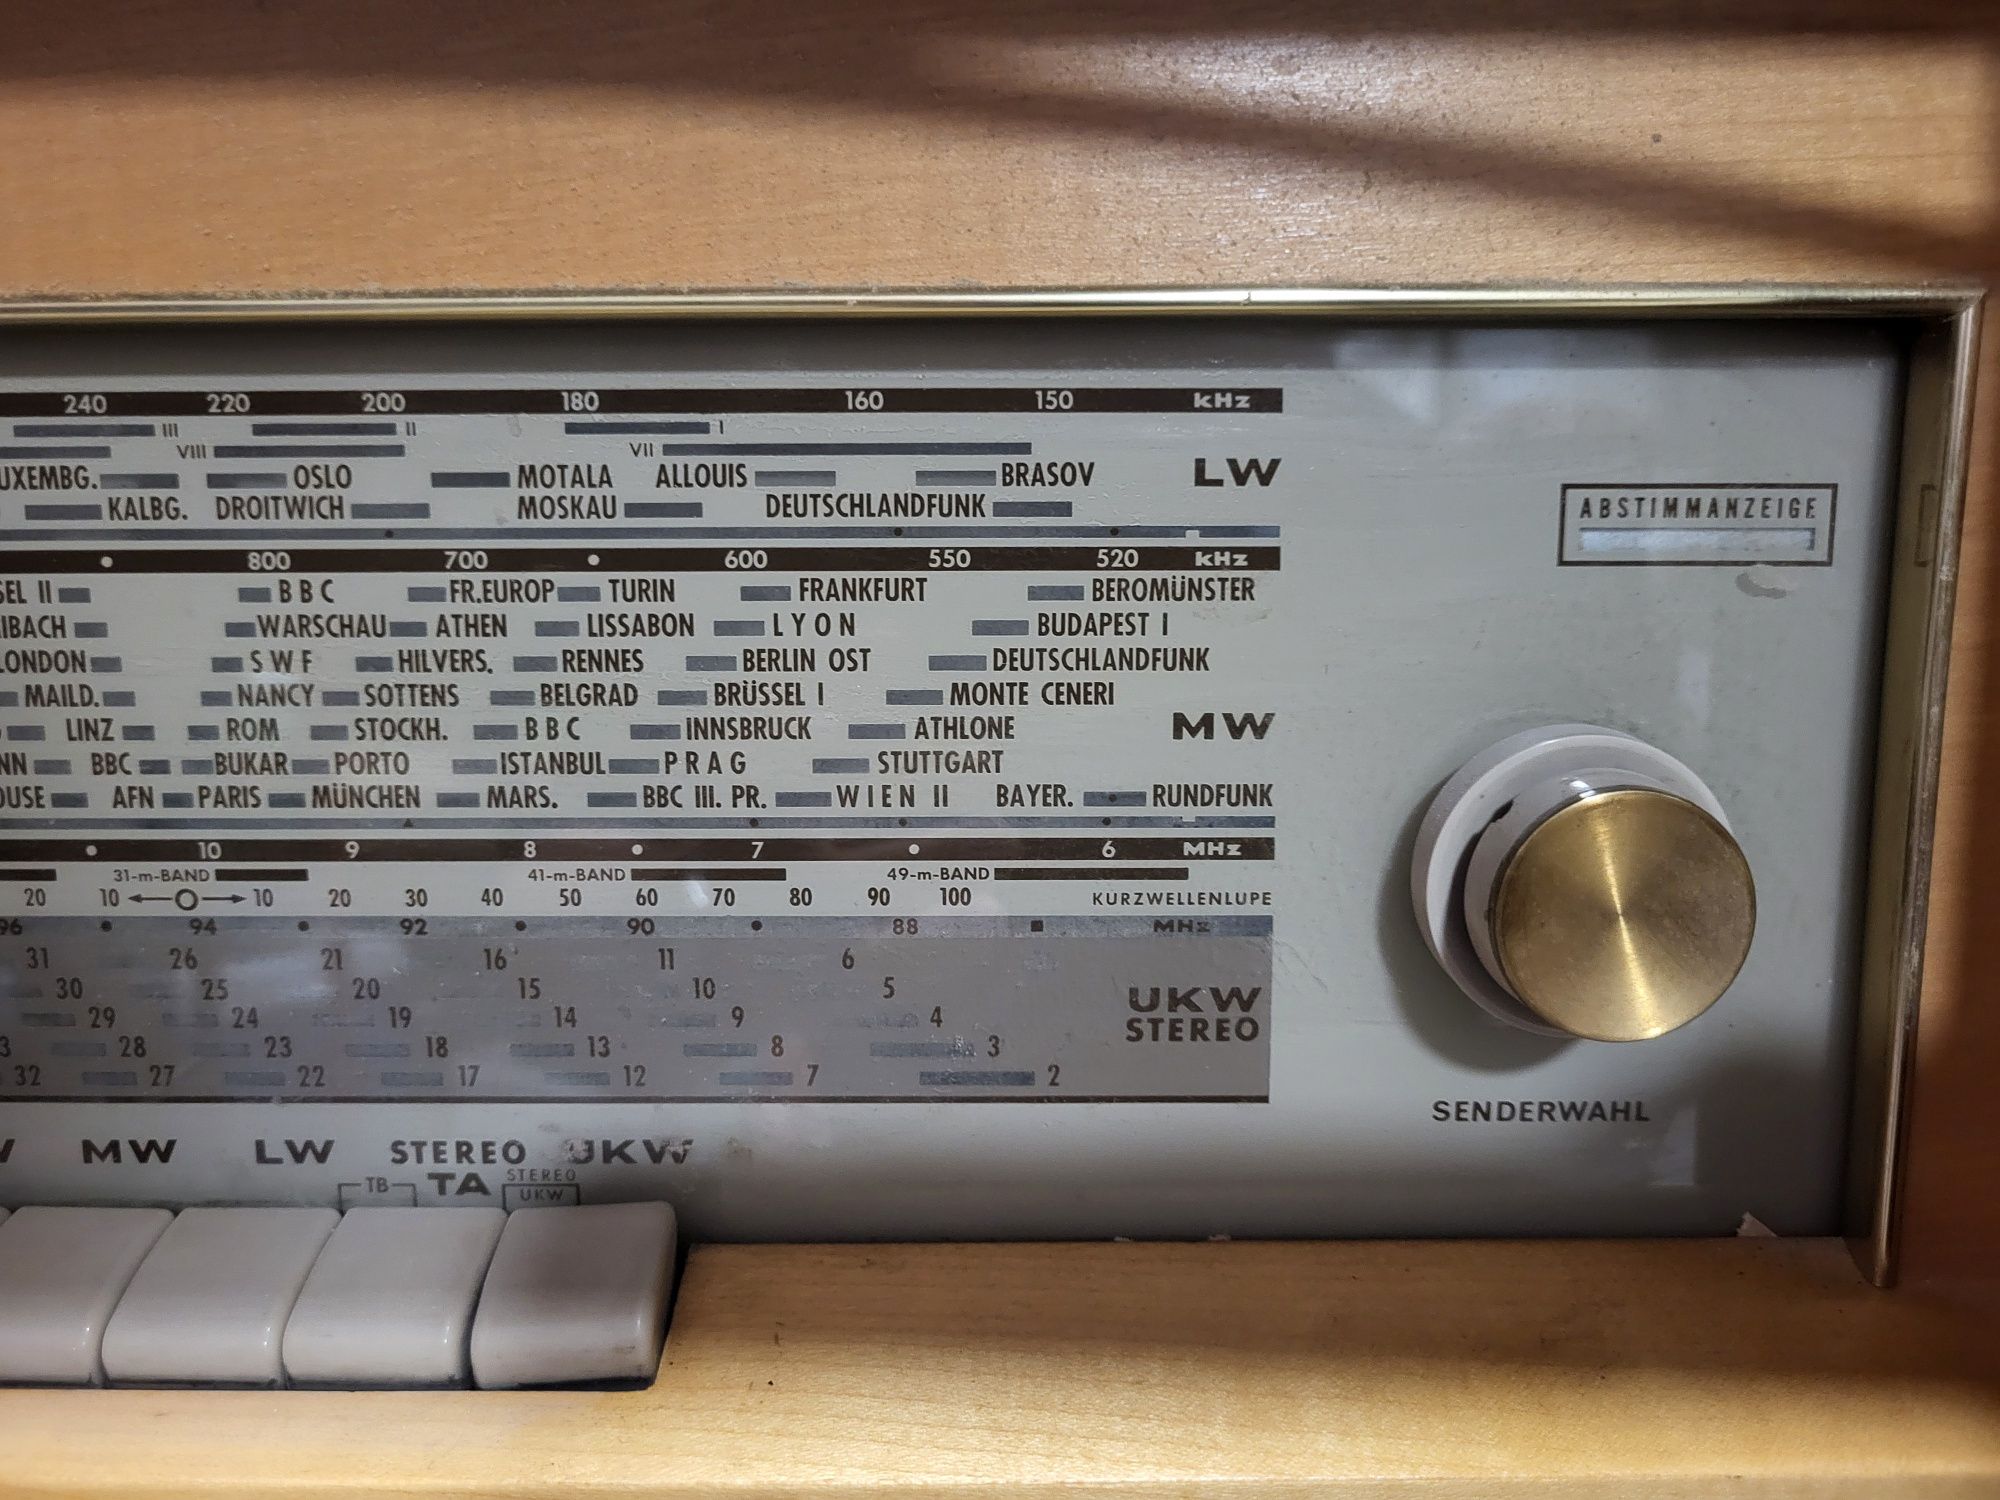 240 220 200 180 160 150 kHz
III II I
VIII VII
UXEMBG. OSLO MOTALA ALLOUIS BRASOV LW
KALBG. DROITWICH MOSKAU DEUTSCHLANDFUNK
ABSTIMMANZEIGE
800 700 600 550 520 kHz
SEL II BBC FR.EUROP TURIN FRANKFURT BEROMÜNSTER
IBACH WARSCHAU ATHEN LISSABON LYON BUDAPEST I
LONDON SWF HILVERS. RENNES BERLIN OST DEUTSCHLANDFUNK
MAILD. NANCY SOTTENS BELGRAD BRÜSSEL I MONTE CENERI
LINZ ROM STOCKH. BBC INNSBRUCK ATHLONE MW
NN BBC BUKAR PORTO ISTANBUL PRAG STUTTGART
OUSE AFN PARIS MÜNCHEN MARS. BBC III. PR. WIEN II BAYER. RUNDFUNK
10 9 8 7 6 MHz
31-m-BAND 41-m-BAND 49-m-BAND
20 10 ←O→ 10 20 30 40 50 60 70 80 90 100 KURZWELLENLUPE
96 94 92 90 88 MHz
31 26 21 16 11 6
30 25 20 15 10 5
29 24 19 14 9 4
3 28 23 18 13 8 3
32 27 22 17 12 7 2
UKW
STEREO
SENDERWAHL
MW LW STEREO UKW
TB TA STEREO
UKW